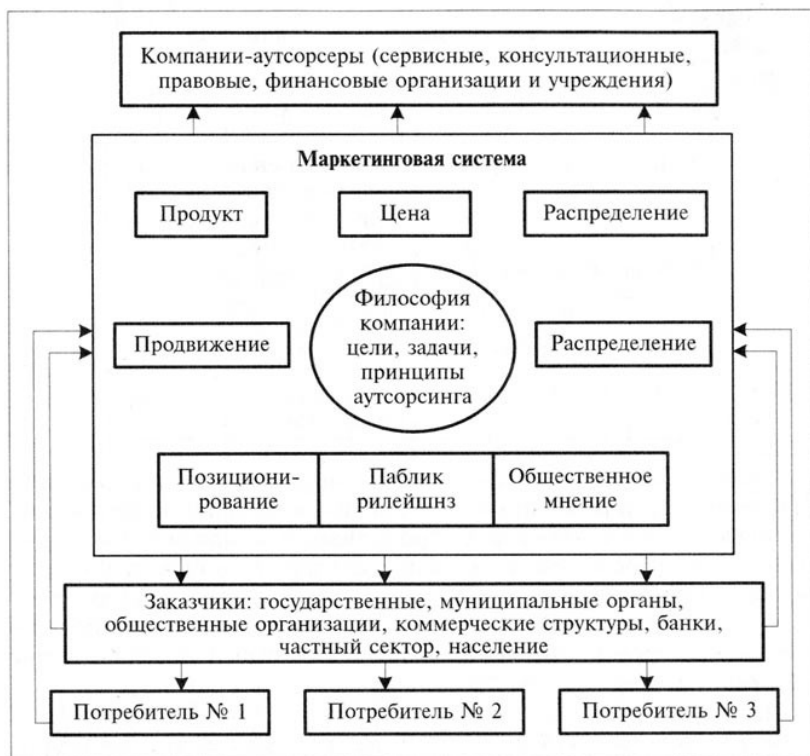 Компании-аутсорсеры (сервисные, консультационные,
правовые, финансовые организации и учреждения)
Маркетинговая система
Продукт
Цена
Распределение
Продвижение
Философия
компании:
цели, задачи,
принципы
аутсорсинга
Распределение
Позициони-
рование
Паблик
рилейшнз
Общественное
мнение
Заказчики: государственные, муниципальные органы,
общественные организации, коммерческие структуры, банки,
частный сектор, население
Потребитель № 1
Потребитель № 2
Потребитель № 3